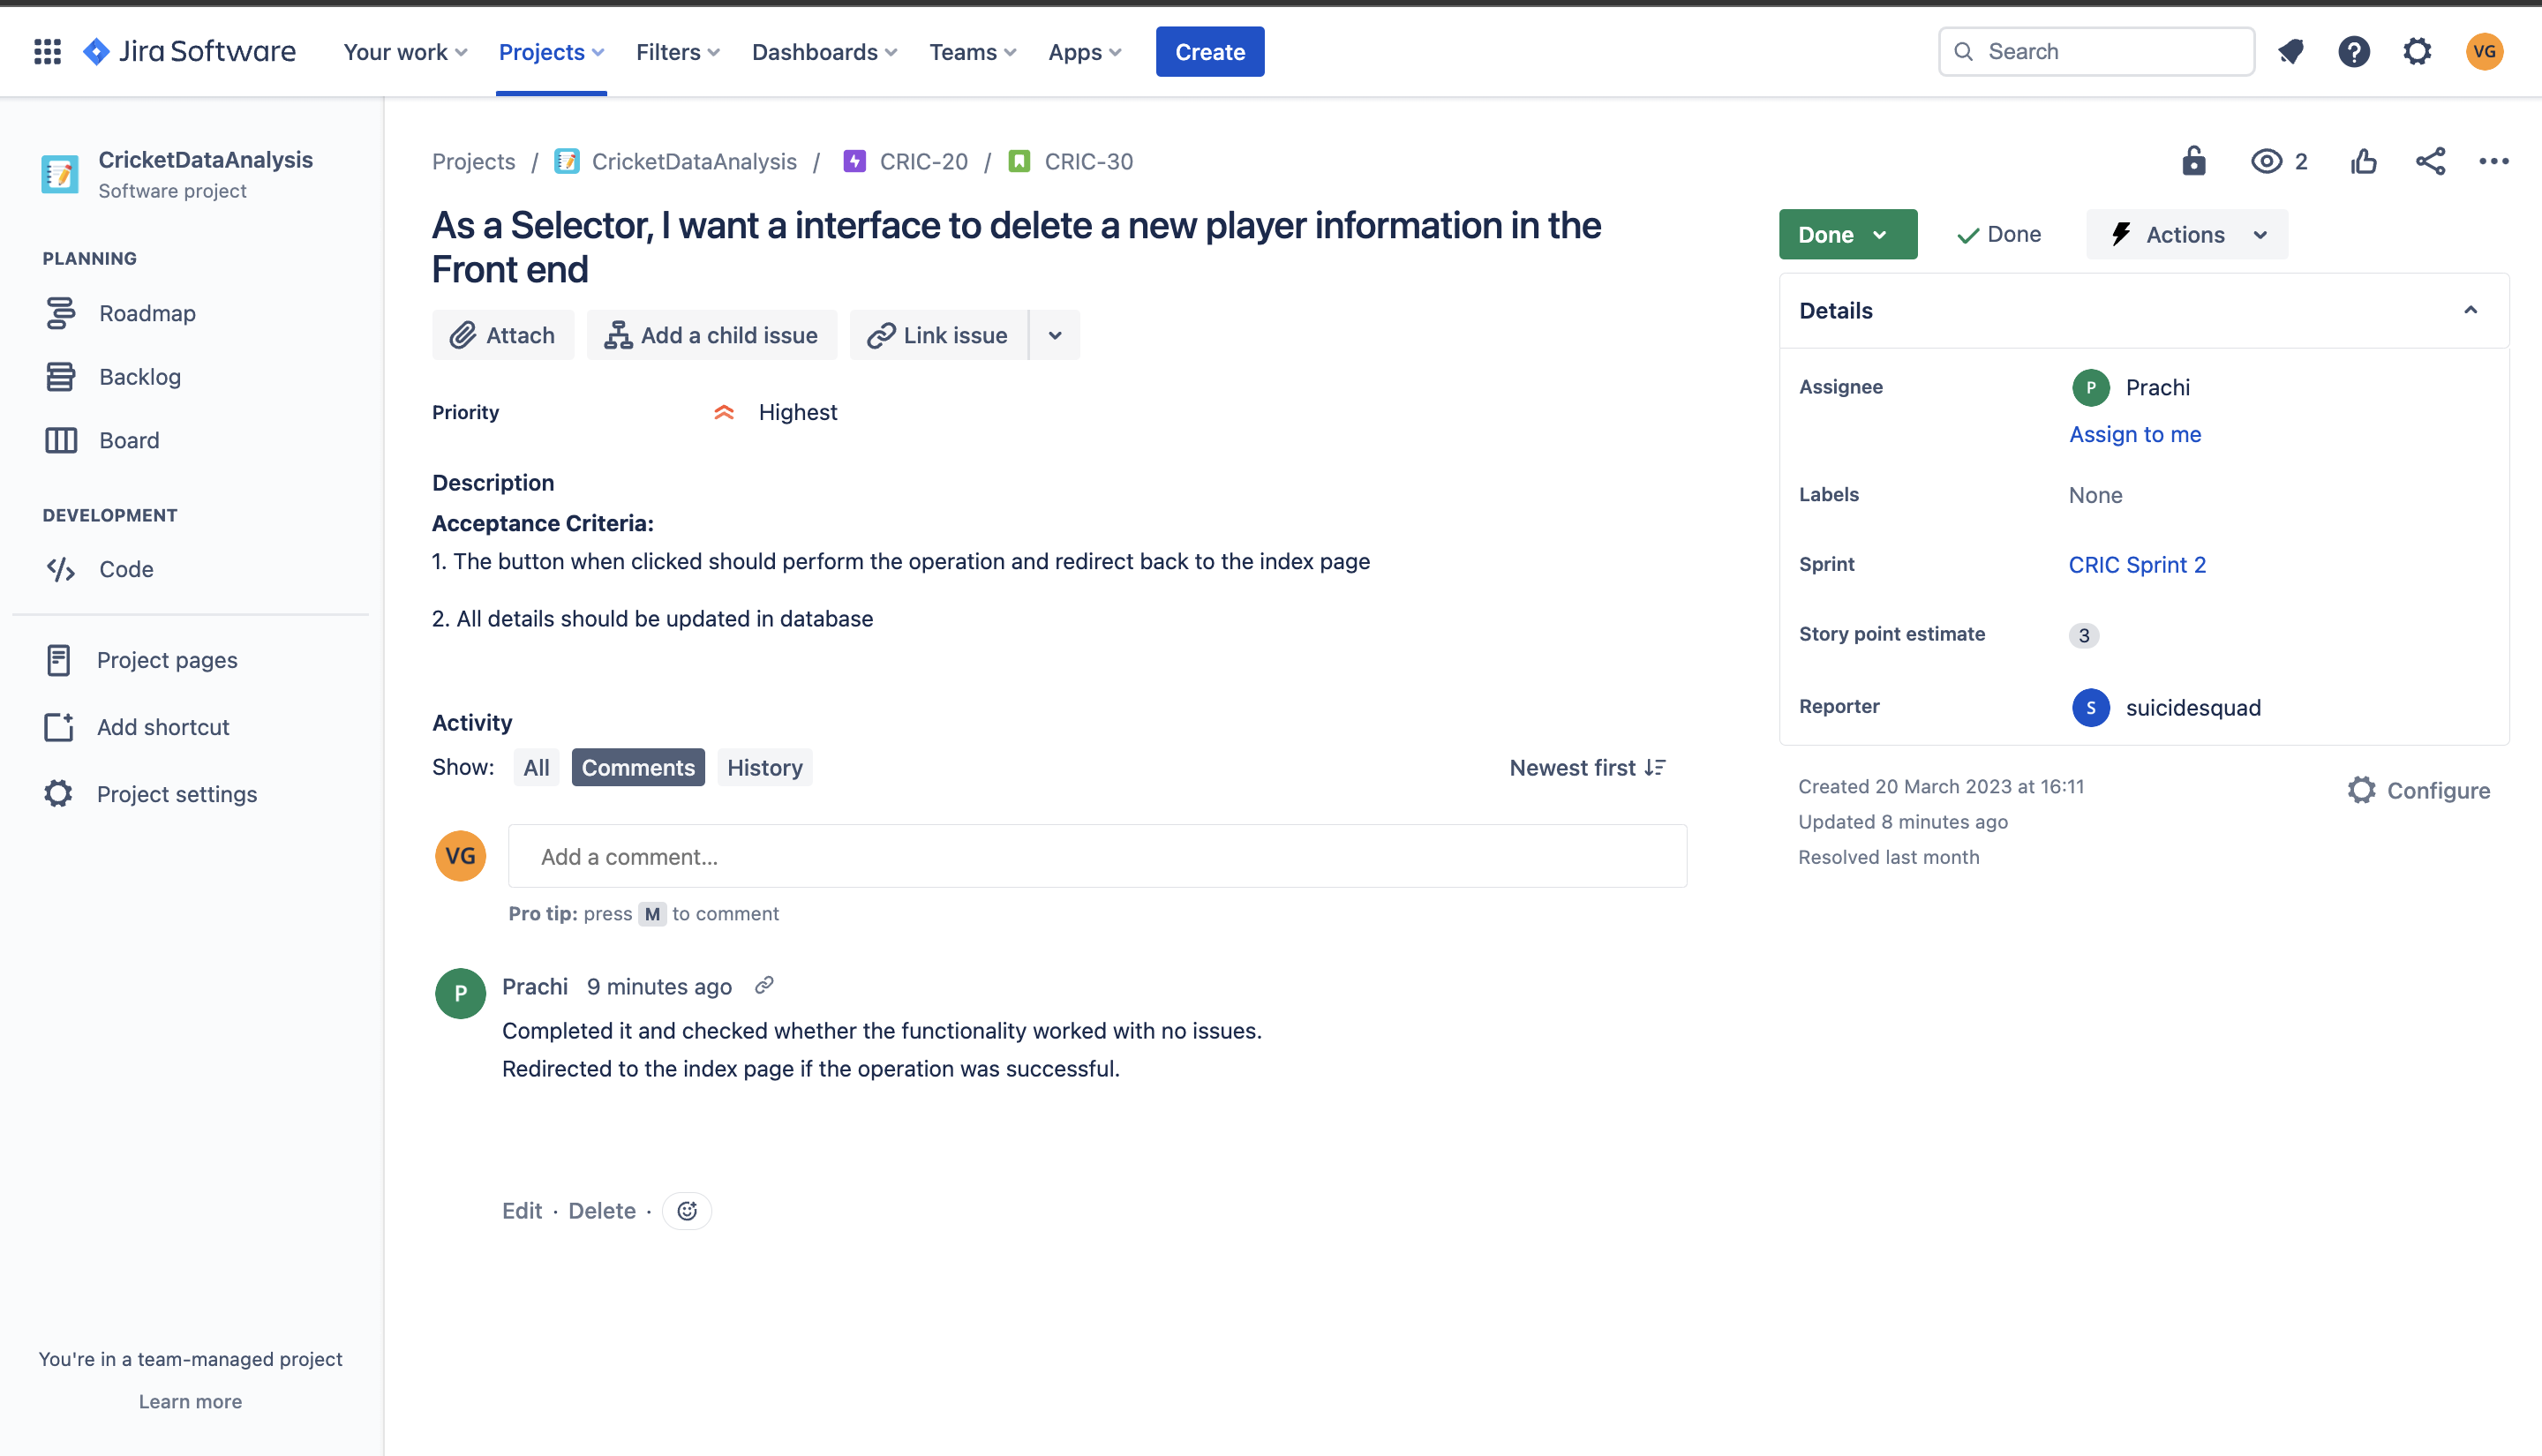 Jira Software
Your work
Projects
Filters
Dashboards
Teams
Apps
Create
Search
VG
CricketDataAnalysis
Software project
PLANNING
Roadmap
Backlog
Board
DEVELOPMENT
Code
Project pages
Add shortcut
Project settings
You're in a team-managed project
Learn more
Projects / CricketDataAnalysis / CRIC-20 / CRIC-30
2
As a Selector, I want a interface to delete a new player information in the
Front end
Attach
Add a child issue
Link issue
Priority
Highest
Description
Acceptance Criteria:
1. The button when clicked should perform the operation and redirect back to the index page
2. All details should be updated in database
Activity
Show: All Comments History
Newest first
VG
Add a comment...
Pro tip: press M to comment
P
Prachi 9 minutes ago
Completed it and checked whether the functionality worked with no issues.
Redirected to the index page if the operation was successful.
Edit · Delete ·
Done
Done
Actions
Details
Assignee
P Prachi
Assign to me
Labels
None
Sprint
CRIC Sprint 2
Story point estimate
3
Reporter
S suicidesquad
Created 20 March 2023 at 16:11
Updated 8 minutes ago
Resolved last month
Configure